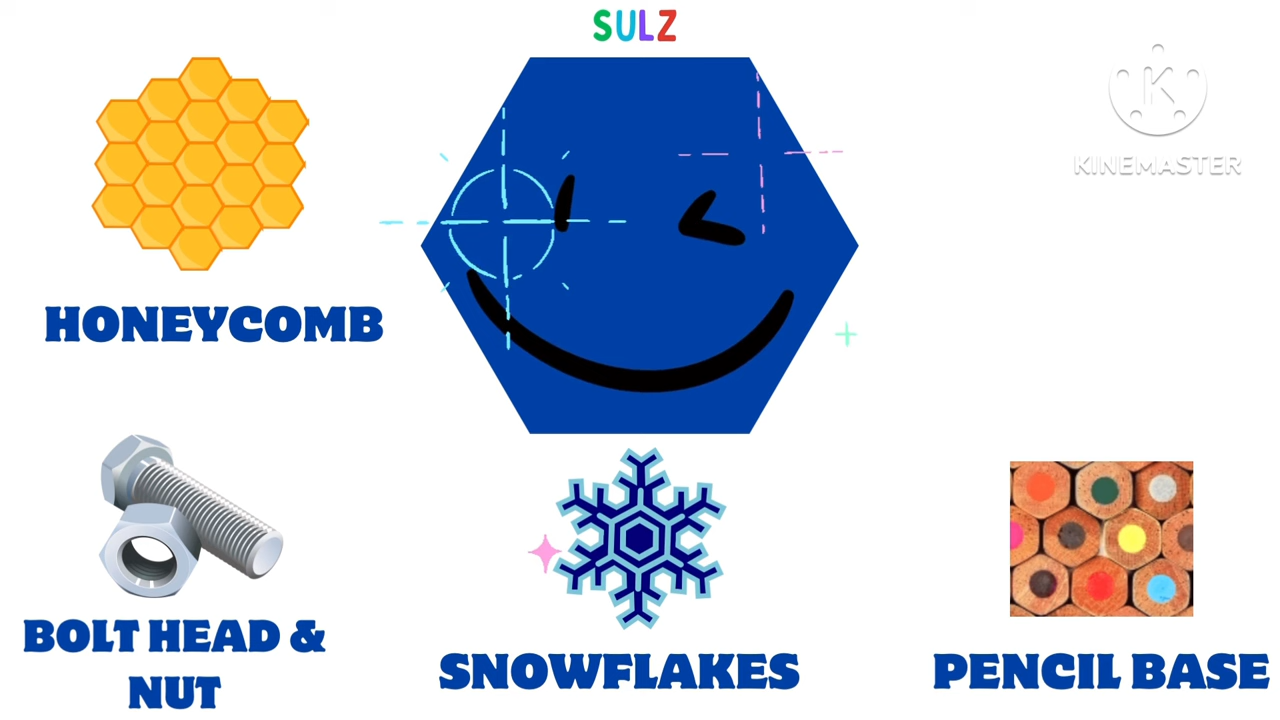 SULZ
K
KINEMASTER
HONEYCOMB
BOLT HEAD &
NUT
SNOWFLAKES
PENCIL BASE